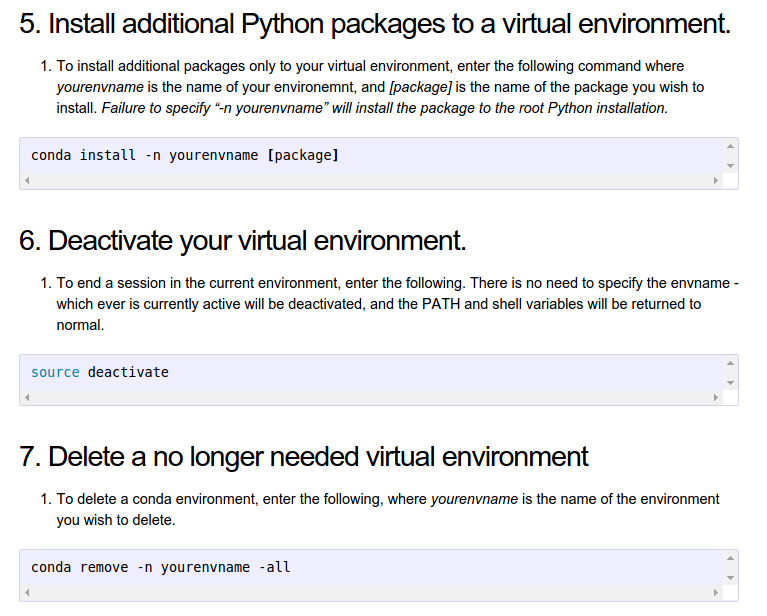 5. Install additional Python packages to a virtual environment.
1. To install additional packages only to your virtual environment, enter the following command where
yourenvname is the name of your environemnt, and [package] is the name of the package you wish to
install. Failure to specify “-n yourenvname” will install the package to the root Python installation.
conda install -n yourenvname [package]
6. Deactivate your virtual environment.
1. To end a session in the current environment, enter the following. There is no need to specify the envname -
which ever is currently active will be deactivated, and the PATH and shell variables will be returned to
normal.
source deactivate
7. Delete a no longer needed virtual environment
1. To delete a conda environment, enter the following, where yourenvname is the name of the environment
you wish to delete.
conda remove -n yourenvname -all